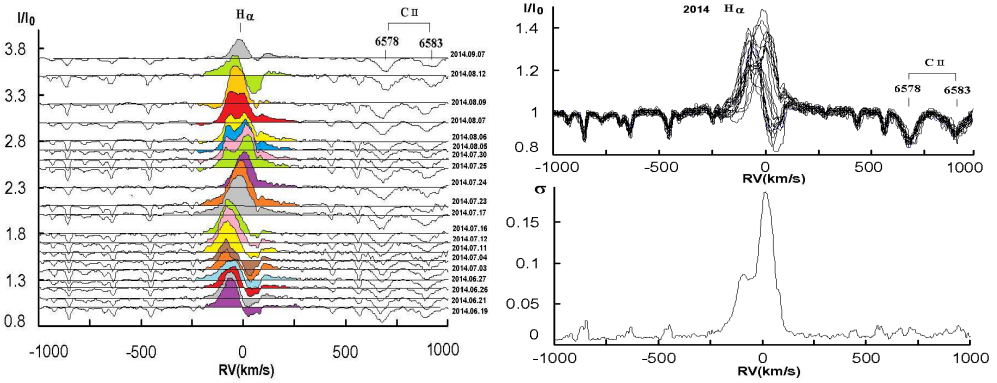 I/I0
Hα
C II
6578 6583
3.8
3.3
2.8
2.3
1.8
1.3
0.8
2014.09.07
2014.08.12
2014.08.09
2014.08.07
2014.08.06
2014.08.05
2014.07.30
2014.07.25
2014.07.24
2014.07.23
2014.07.17
2014.07.16
2014.07.12
2014.07.11
2014.07.04
2014.07.03
2014.06.27
2014.06.26
2014.06.21
2014.06.19
-1000 -500 0 500 1000
RV(km/s)
I/I0
2014 Hα
C II
6578 6583
1.4
1.2
1
0.8
-1000 -500 0 500 1000
RV(km/s)
σ
0.15
0.1
0.05
0
-1000 -500 0 500 1000
RV(km/s)